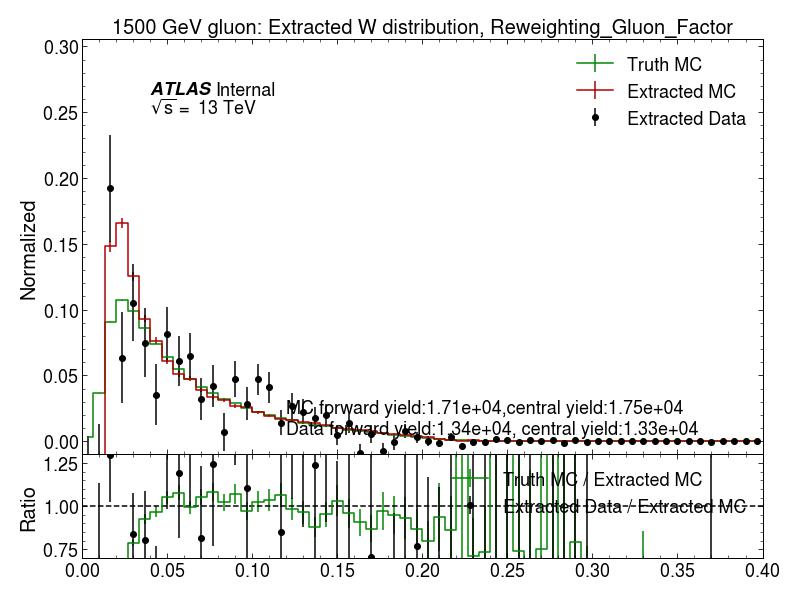 1500 GeV gluon: Extracted W distribution, Reweighting_Gluon_Factor
0.30
0.25
0.20
0.15
0.10
0.05
0.00
Normalized
ATLAS Internal
√s = 13 TeV
Truth MC
Extracted MC
Extracted Data
MC forward yield:1.71e+04,central yield:1.75e+04
Data forward yield:1.34e+04, central yield:1.33e+04
1.25
1.00
0.75
Ratio
Truth MC / Extracted MC
Extracted Data / Extracted MC
0.00 0.05 0.10 0.15 0.20 0.25 0.30 0.35 0.40